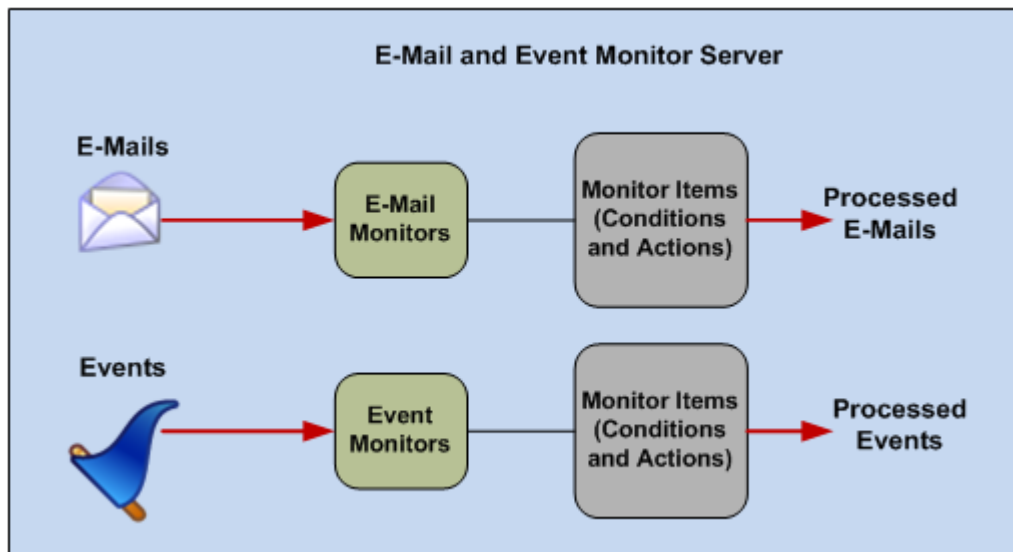 E-Mail and Event Monitor Server
E-Mails
E-Mail
Monitors
Monitor Items
(Conditions
and Actions)
Processed
E-Mails
Events
Event
Monitors
Monitor Items
(Conditions
and Actions)
Processed
Events